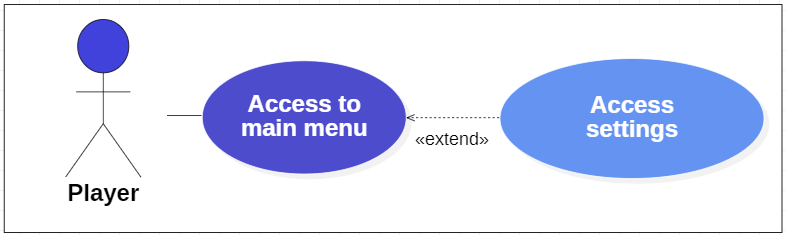 Access to
main menu
Access
settings
«extend»
Player